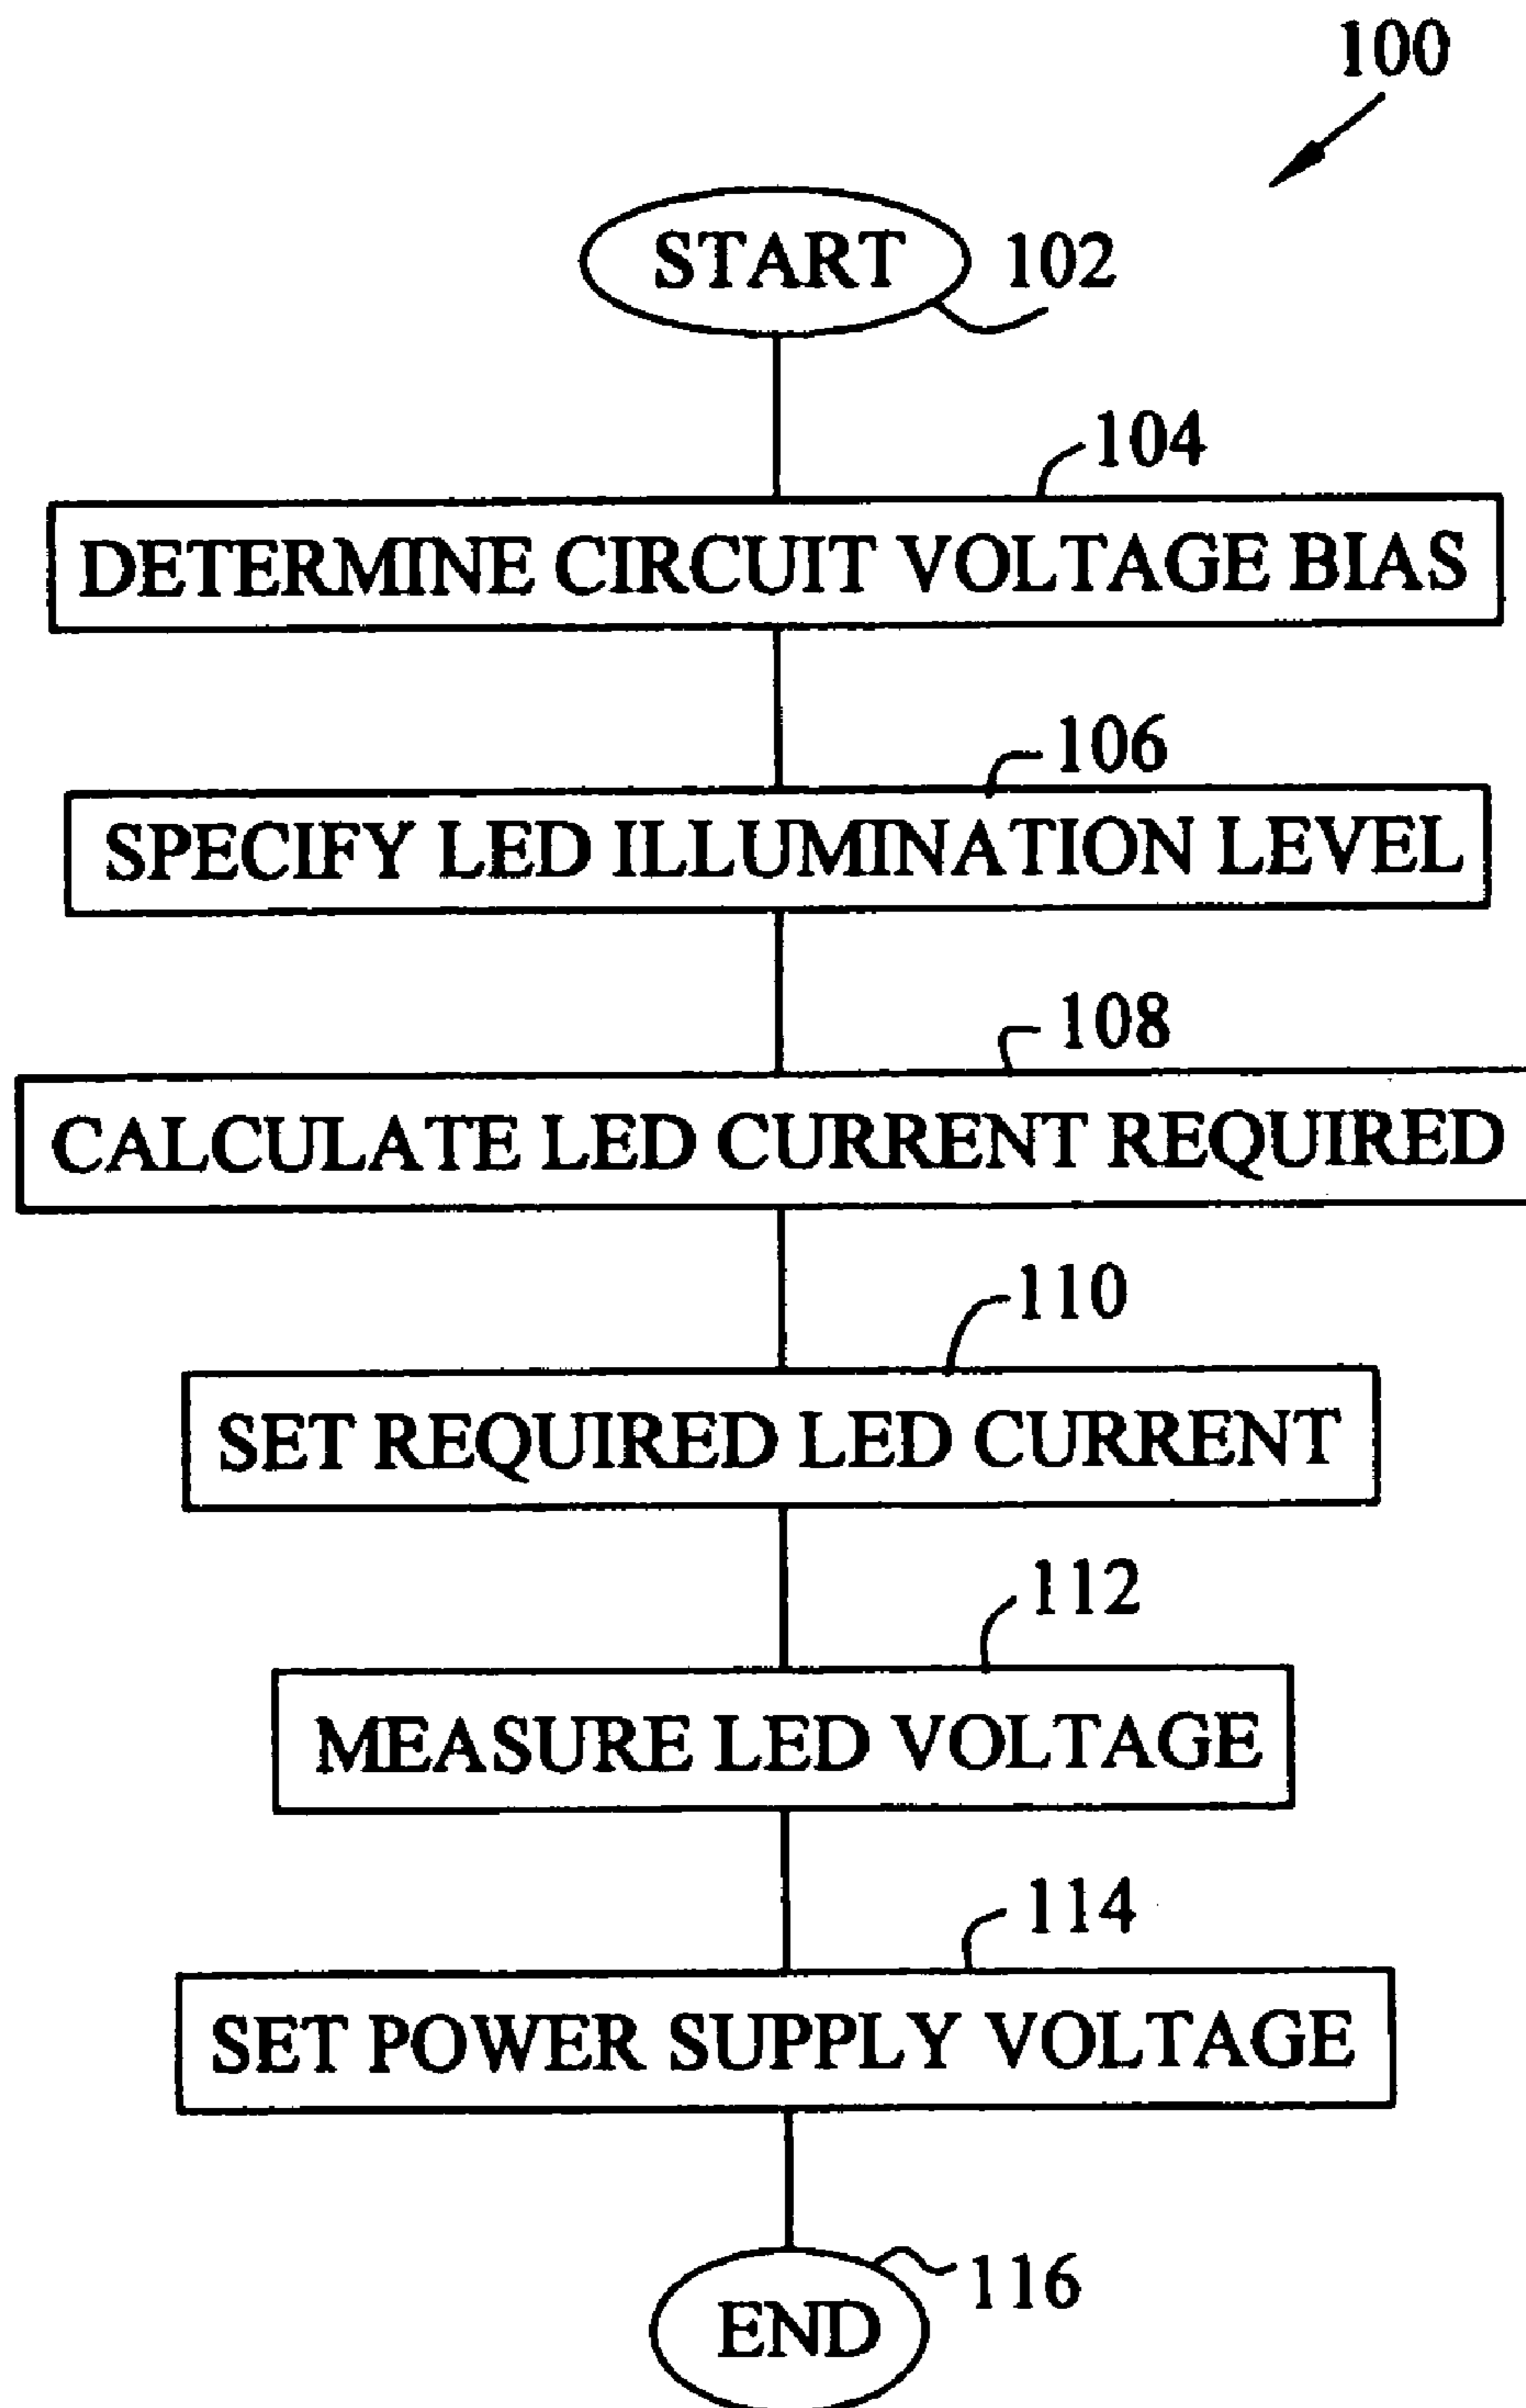 100
START 102
104
DETERMINE CIRCUIT VOLTAGE BIAS
106
SPECIFY LED ILLUMINATION LEVEL
108
CALCULATE LED CURRENT REQUIRED
110
SET REQUIRED LED CURRENT
112
MEASURE LED VOLTAGE
114
SET POWER SUPPLY VOLTAGE
116
END